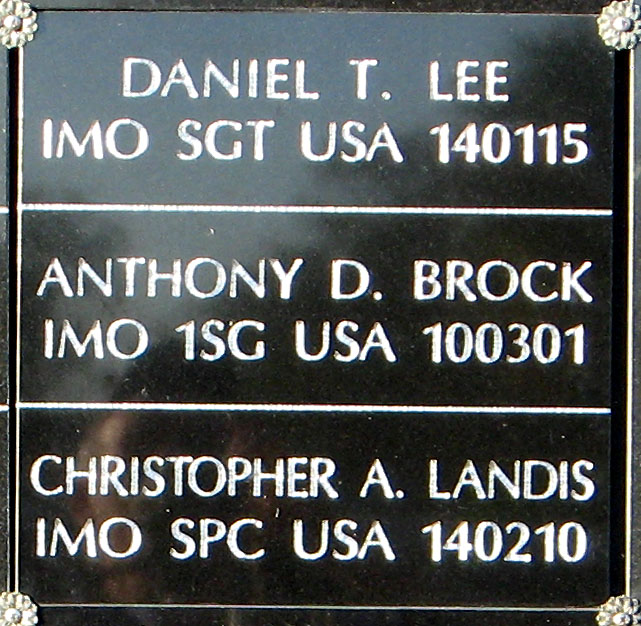 DANIEL T. LEE
IMO SGT USA 140115
ANTHONY D. BROCK
IMO 1SG USA 100301
CHRISTOPHER A. LANDIS
IMO SPC USA 140210